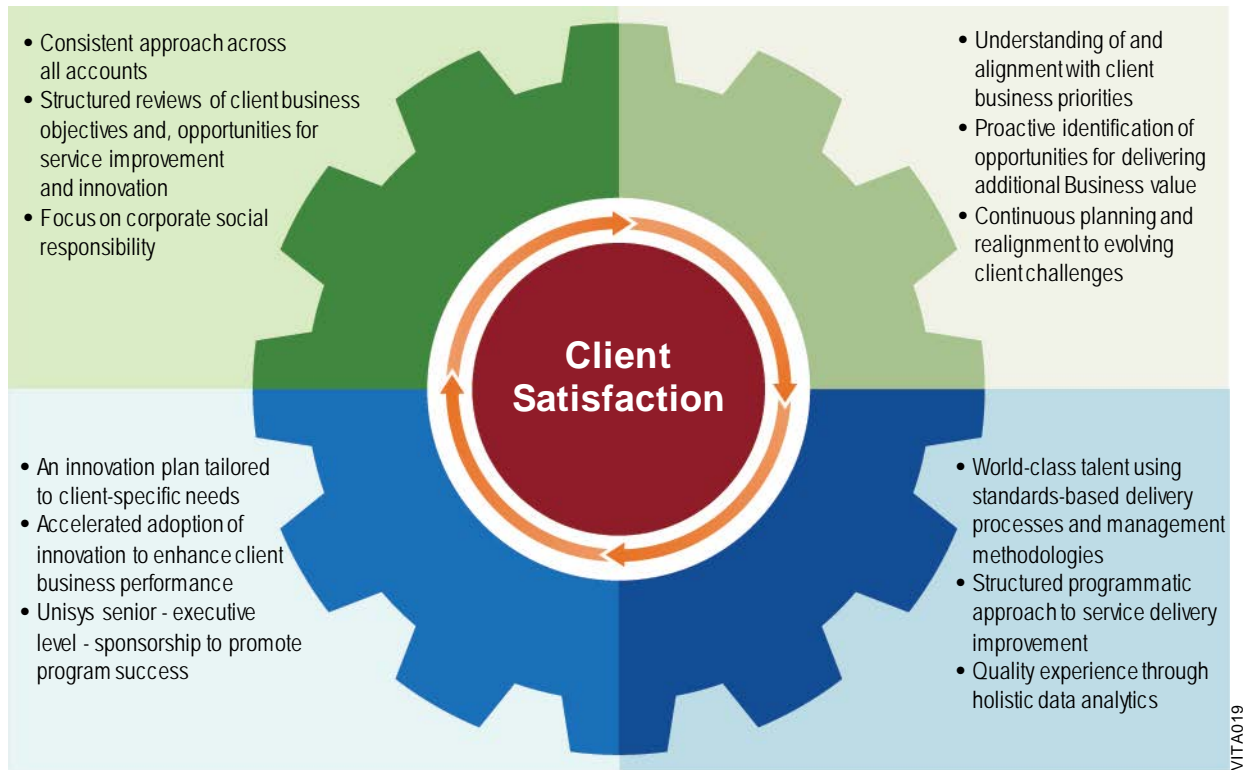 • Consistent approach across
all accounts
• Structured reviews of client business
objectives and, opportunities for
service improvement
and innovation
• Focus on corporate social
responsibility
• Understanding of and
alignment with client
business priorities
• Proactive identification of
opportunities for delivering
additional Business value
• Continuous planning and
realignment to evolving
client challenges
Client
Satisfaction
• An innovation plan tailored
to client-specific needs
• Accelerated adoption of
innovation to enhance client
business performance
• Unisys senior - executive
level - sponsorship to promote
program success
• World-class talent using
standards-based delivery
processes and management
methodologies
• Structured programmatic
approach to service delivery
improvement
• Quality experience through
holistic data analytics
VITA019